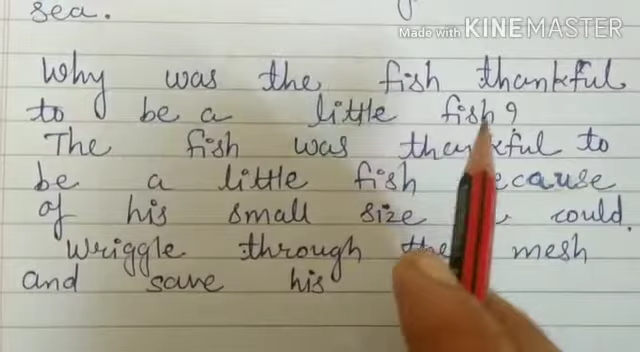 sea.
Made with KINEMASTER
Why was the fish thankful
to be a little fish?
The fish was thankful to
be a little fish because
of his small size could.
wriggle through the mesh
and save his